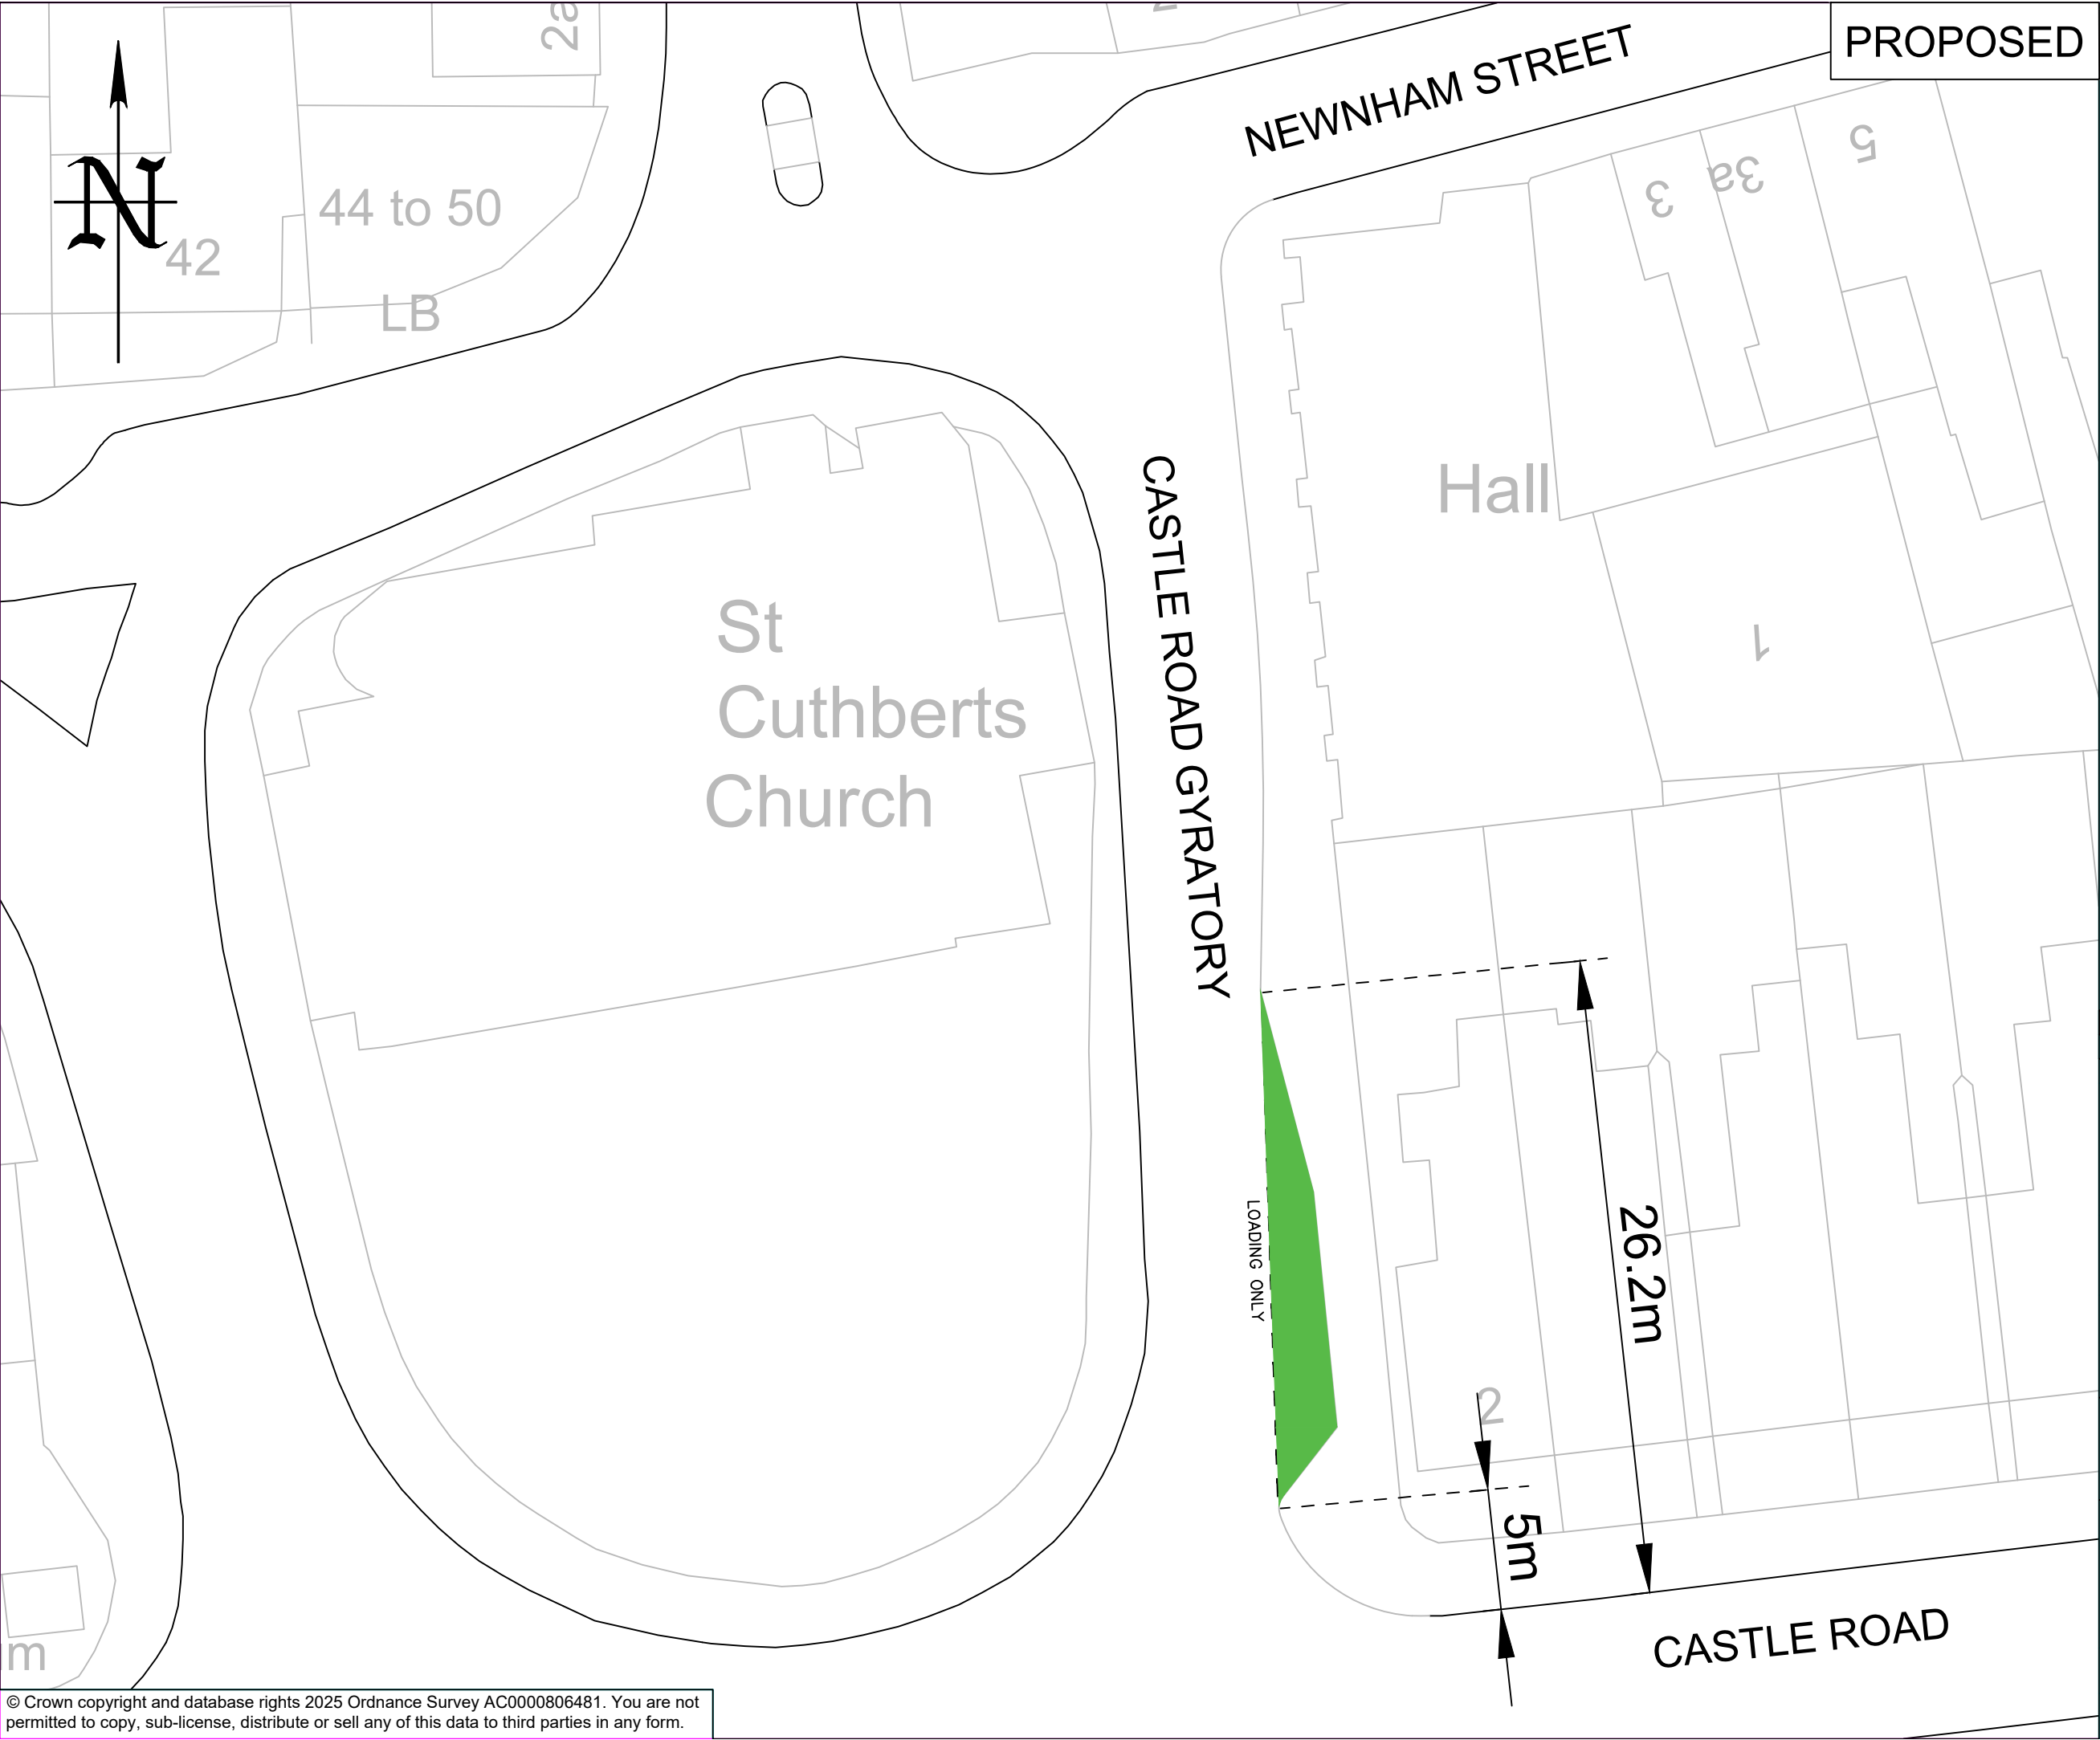 PROPOSED
NEWNHAM STREET
2a
44 to 50
42
LB
N
3
3a
5
Hall
1
CASTLE ROAD GYRATORY
St
Cuthberts
Church
LOADING ONLY
26.2m
2
5m
CASTLE ROAD
m
© Crown copyright and database rights 2025 Ordnance Survey AC0000806481. You are not
permitted to copy, sub-license, distribute or sell any of this data to third parties in any form.